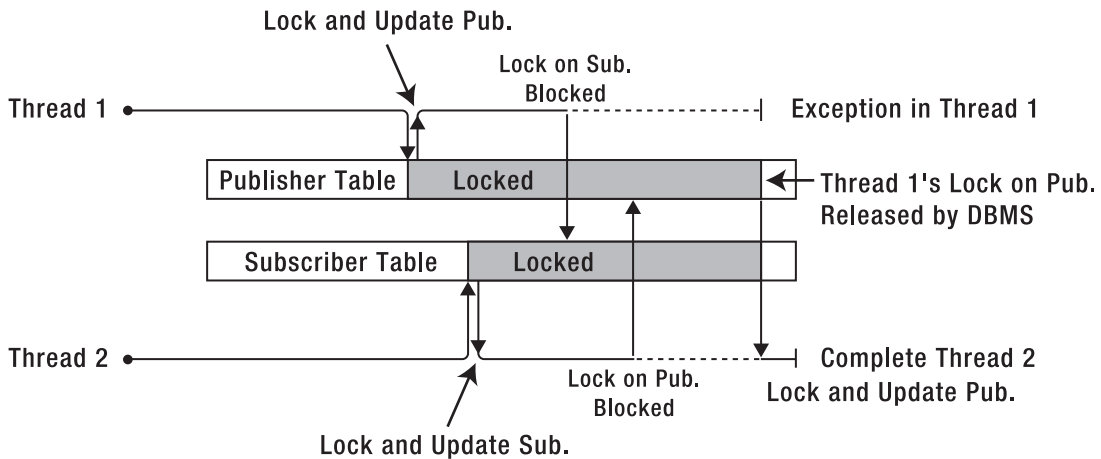 Lock and Update Pub.
Lock on Sub.
Blocked
Thread 1
Exception in Thread 1
Publisher Table
Locked
Thread 1's Lock on Pub.
Released by DBMS
Subscriber Table
Locked
Thread 2
Complete Thread 2
Lock on Pub.
Blocked
Lock and Update Pub.
Lock and Update Sub.